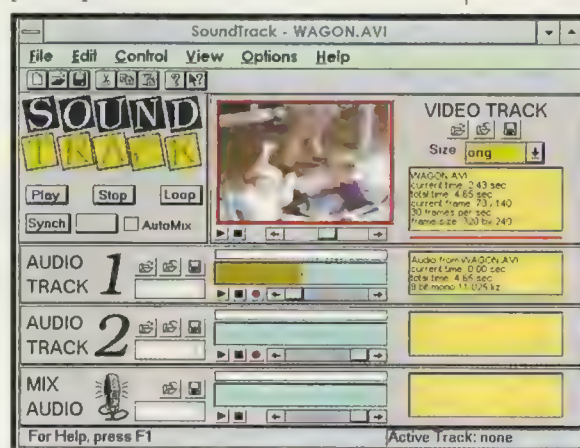 SoundTrack - WAGON.AVI
File Edit Control View Options Help
SOUND
TRACK
Play Stop Loop
Synch AutoMix
VIDEO TRACK
Size
WAGON.AVI
current time 2.43 sec
total time 4.65 sec
current frame 73 / 140
30 frames per sec
frame size 320 by 240
AUDIO
TRACK 1
Audio from WAGON.AVI
current time 0.00 sec
total time 4.65 sec
8 bit mono 11.025 kz
AUDIO
TRACK 2
MIX
AUDIO
For Help, press F1
Active Track: none